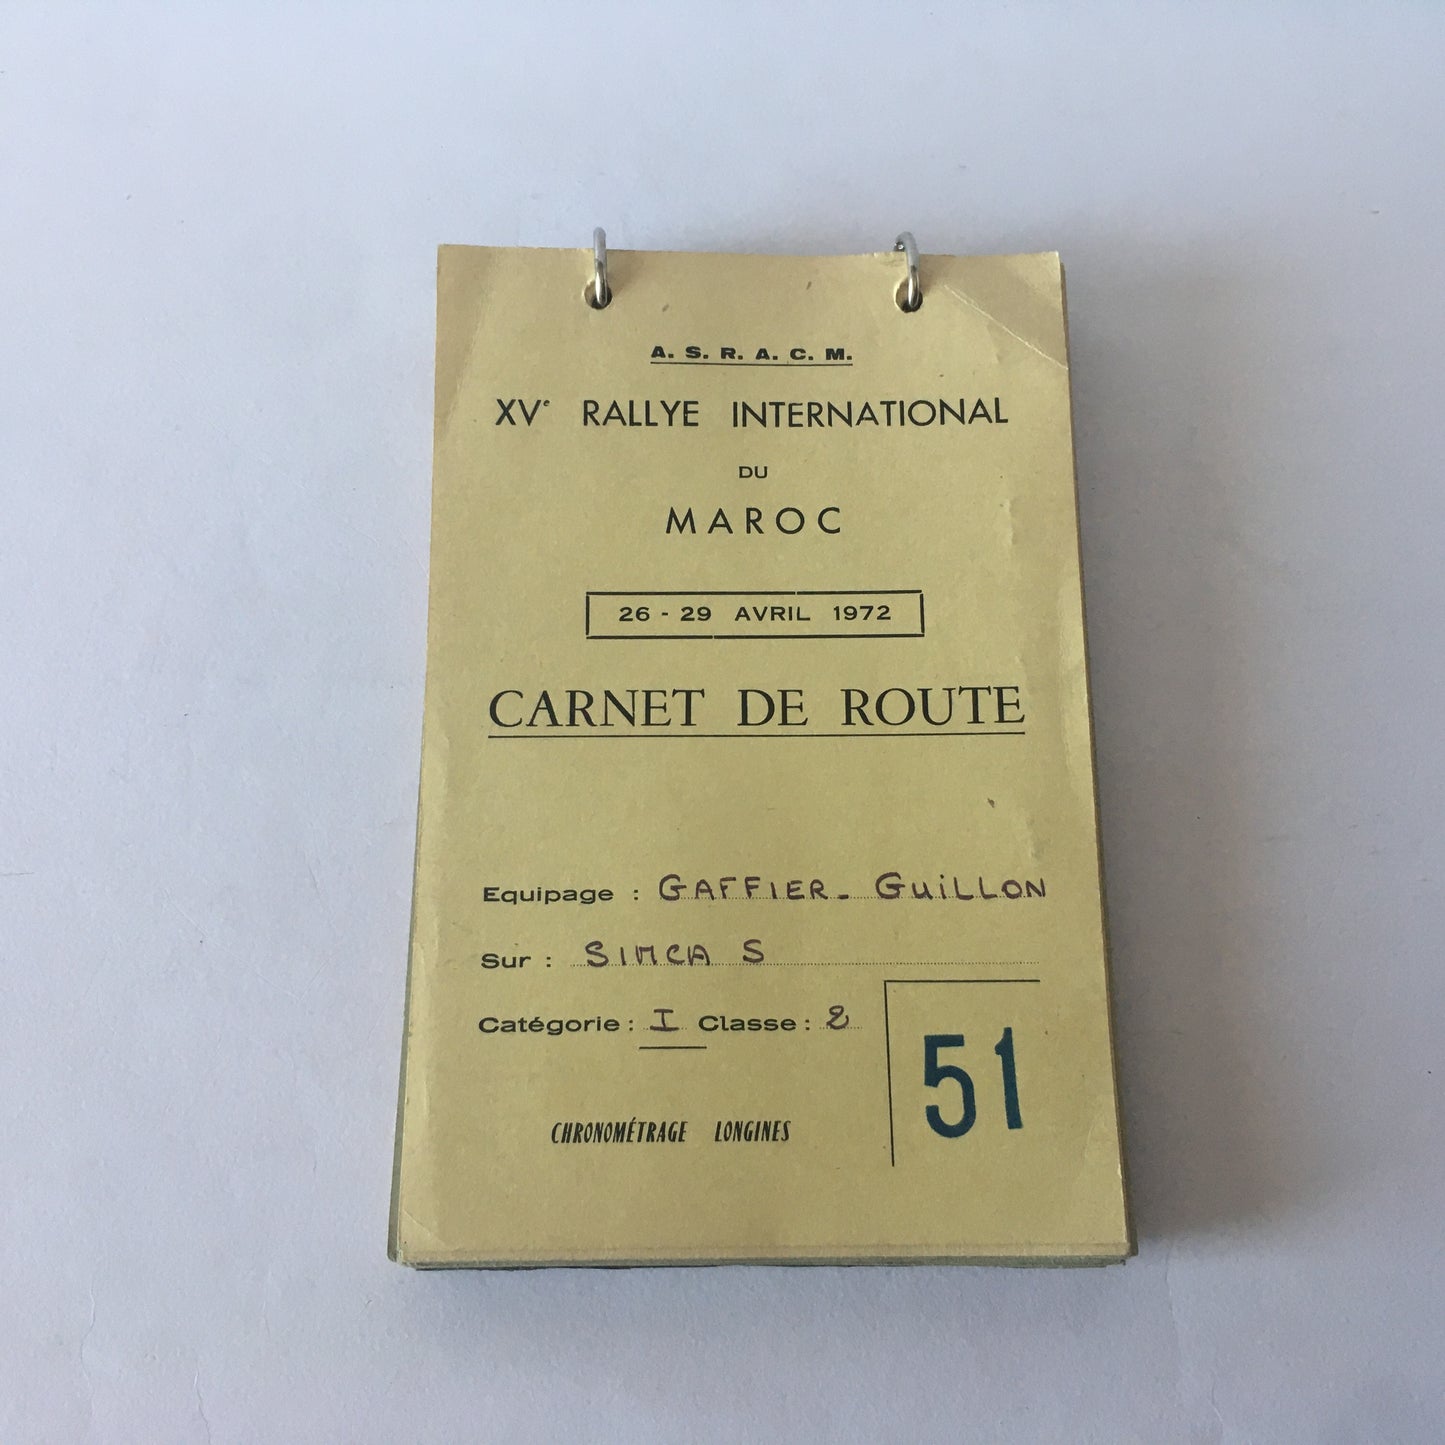 A. S. R. A. C. M.
XVe RALLYE INTERNATIONAL
DU
MAROC
26 - 29 AVRIL 1972
CARNET DE ROUTE
Equipage : GAFFIER - GUILLON
Sur : SIMCA S
Catégorie : I Classe : 2
51
CHRONOMÉTRAGE LONGINES